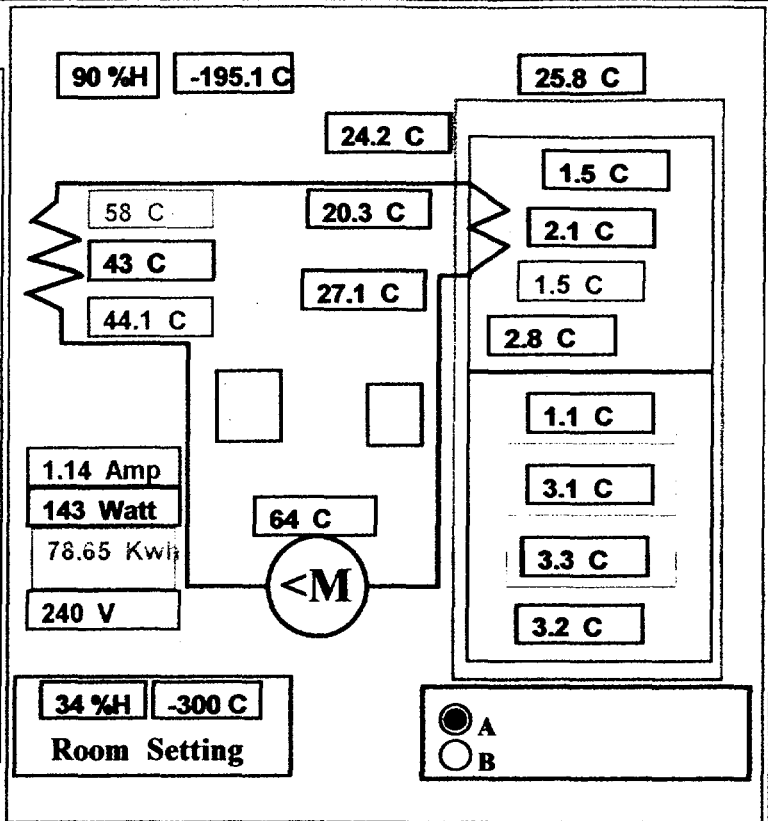 90 %H -195.1 C 25.8 C
24.2 C
1.5 C
58 C 20.3 C
2.1 C
43 C
27.1 C 1.5 C
44.1 C
2.8 C
1.1 C
1.14 Amp
3.1 C
143 Watt
64 C
78.65 Kwh
3.3 C
<M
240 V
3.2 C
34 %H -300 C
A
Room Setting
B